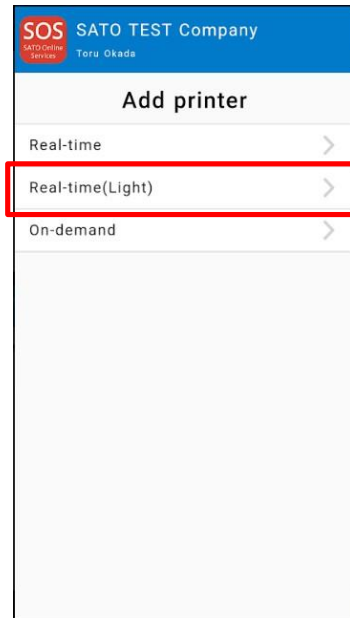 SOS
SATO Online
Services
SATO TEST Company
Toru Okada
Add printer
Real-time
Real-time(Light)
On-demand